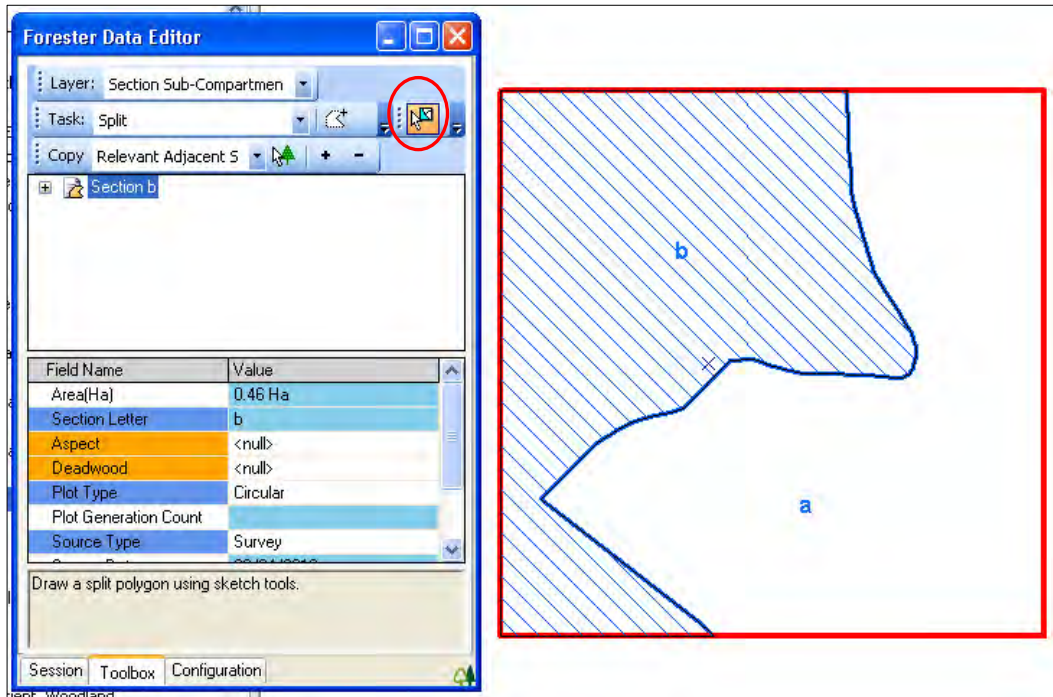 Forester Data Editor
Layer: Section Sub-Compartmen
Task: Split
Copy Relevant Adjacent S
Section b
Field Name Value
Area(Ha) 0.46 Ha
Section Letter b
Aspect <null>
Deadwood <null>
Plot Type Circular
Plot Generation Count
Source Type Survey
Draw a split polygon using sketch tools.
Session Toolbox Configuration
b
a